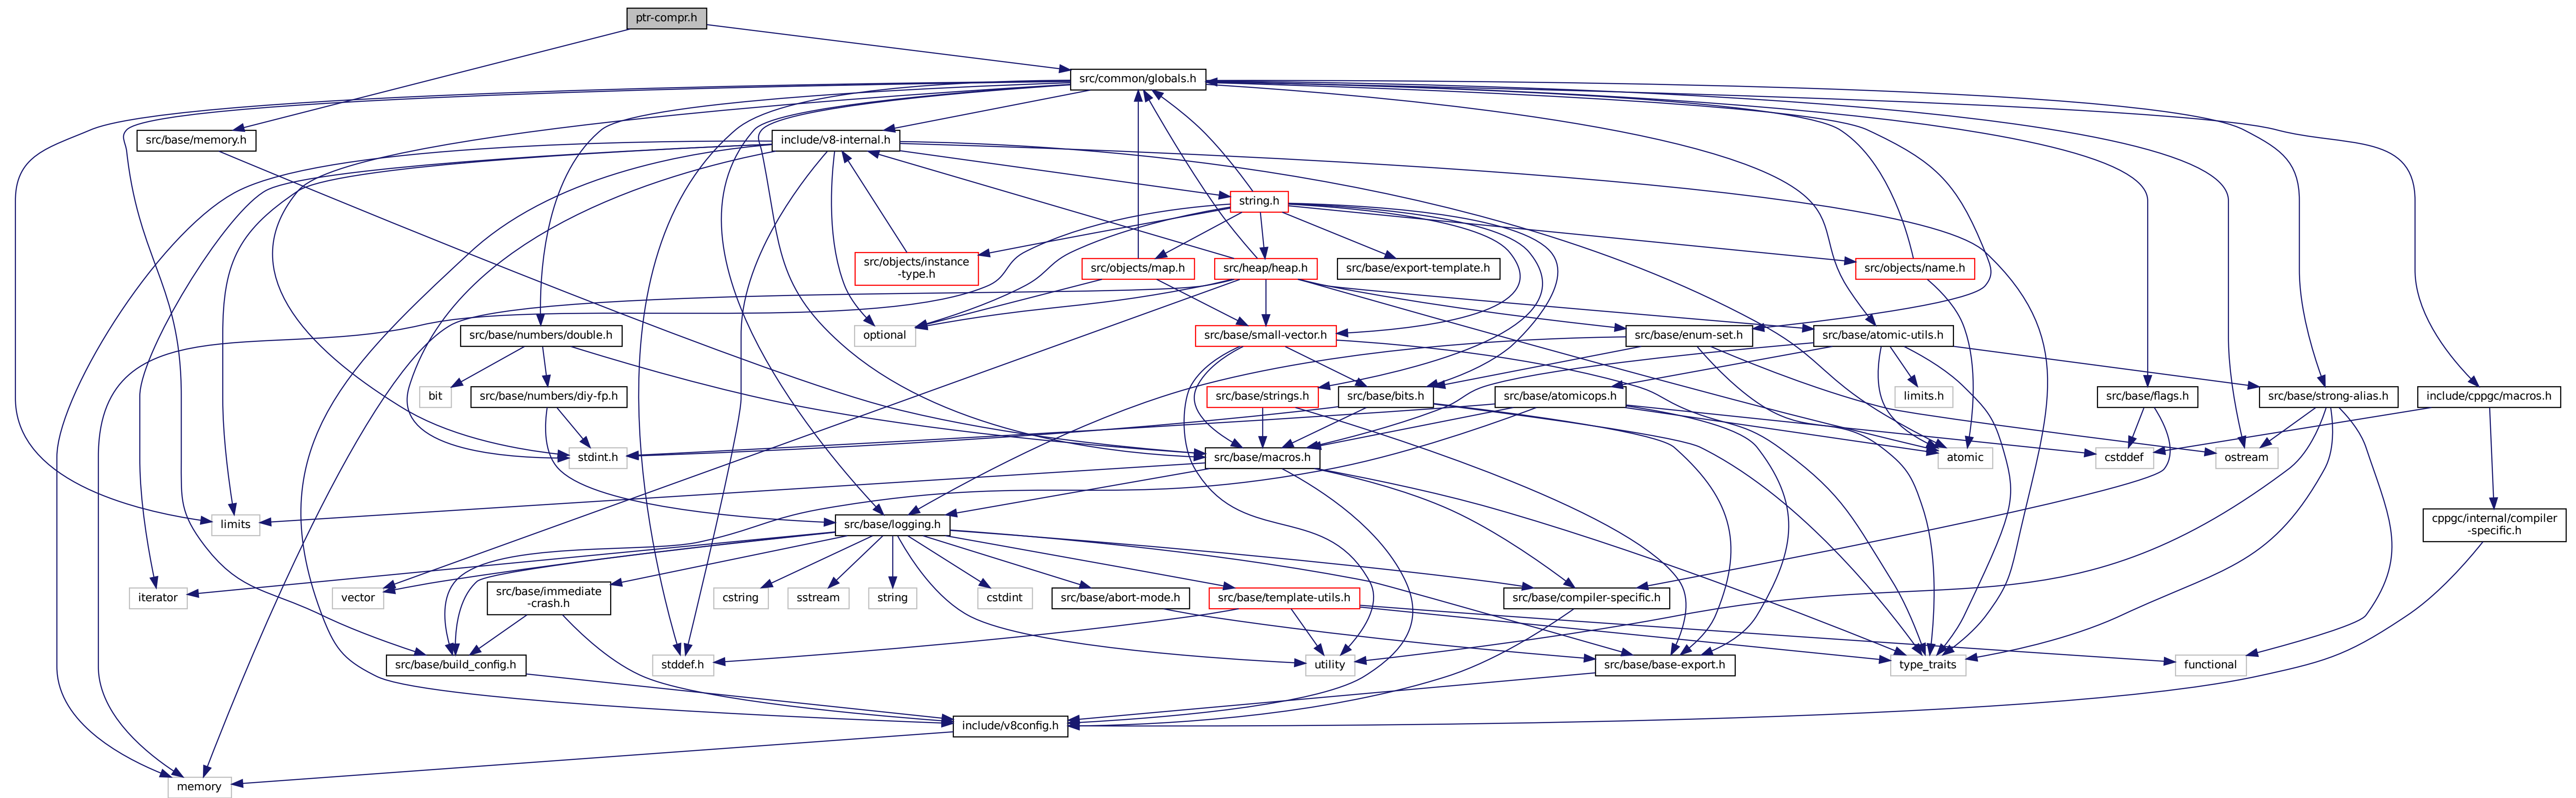 ptr-compr.h
src/common/globals.h
src/base/memory.h
include/v8-internal.h
string.h
src/objects/instance
-type.h
src/objects/map.h
src/heap/heap.h
src/base/export-template.h
src/objects/name.h
src/base/numbers/double.h
optional
src/base/small-vector.h
src/base/enum-set.h
src/base/atomic-utils.h
bit
src/base/numbers/diy-fp.h
src/base/strings.h
src/base/bits.h
src/base/atomicops.h
limits.h
src/base/flags.h
src/base/strong-alias.h
include/cppgc/macros.h
stdint.h
src/base/macros.h
atomic
cstddef
ostream
limits
src/base/logging.h
cppgc/internal/compiler
-specific.h
iterator
vector
src/base/immediate
-crash.h
cstring
sstream
string
cstdint
src/base/abort-mode.h
src/base/template-utils.h
src/base/compiler-specific.h
src/base/build_config.h
stddef.h
utility
src/base/base-export.h
type_traits
functional
include/v8config.h
memory